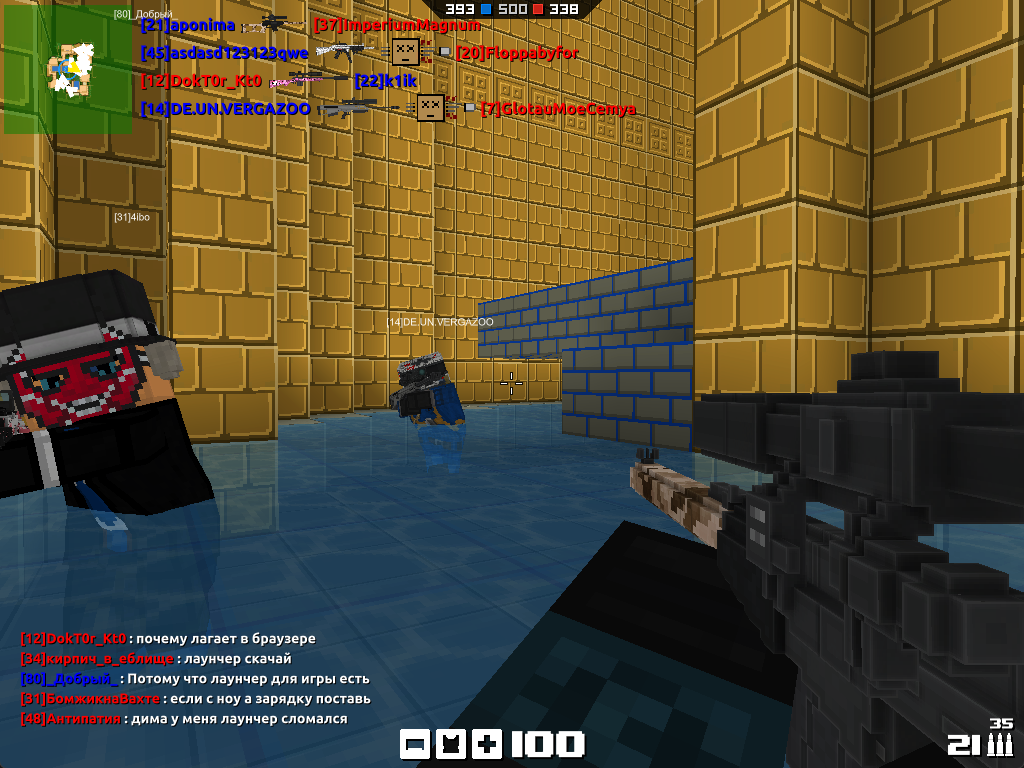 393 500 338
[80]_Добрый_
[21]aponima [37]ImperiumMagnum
[45]asdasd123123qwe [20]Floppabyfor
[12]DokT0r_Kt0 [22]k1ik
[14]DE.UN.VERGAZOO [7]GlotauMoeCemya
[31]4ibo
[14]DE.UN.VERGAZOO
[12]DokT0r_Kt0 : почему лагает в браузере
[34]кирпич_в_еблище : лаунчер скачай
[80]_Добрый_ : Потому что лаунчер для игры есть
[31]БомжикнаВахте : если с ноу а зарядку поставь
[48]Антипатия : дима у меня лаунчер сломался
100
35
21